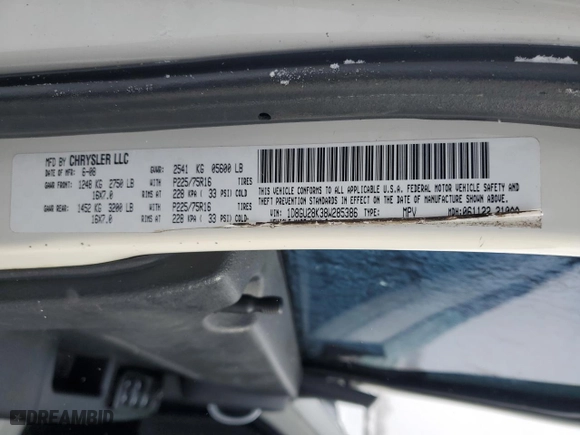 MFD BY CHRYSLER LLC
DATE OF MFR 6-08 GVWR: 2541 KG 05600 LB
GAWR FRONT: 1248 KG 2750 LB WITH P225/75R16 TIRES
16X7.0 RIMS AT 228 KPA ( 33 PSI) COLD
GAWR REAR: 1452 KG 3200 LB WITH P225/75R16 TIRES
16X7.0 RIMS AT 228 KPA ( 33 PSI) COLD
THIS VEHICLE CONFORMS TO ALL APPLICABLE U.S.A. FEDERAL MOTOR VEHICLE SAFETY AND
THEFT PREVENTION STANDARDS IN EFFECT ON THE DATE OF MANUFACTURE SHOWN ABOVE.
VIN: 1D8GU28K38W285386 TYPE: MPV MDH: 061122
DREAMBID